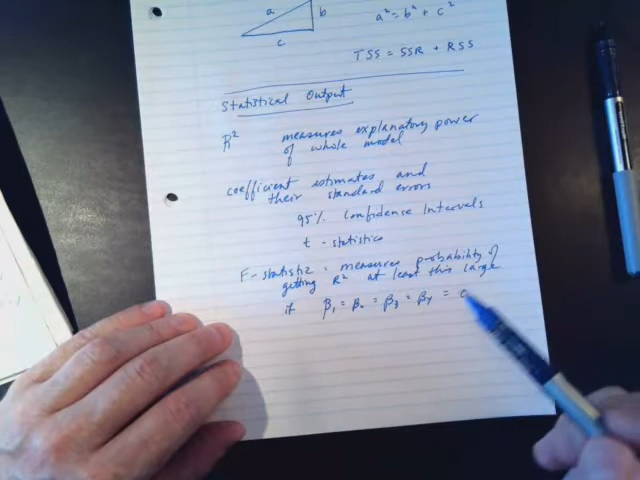 a
b
c
a² = b² + c²
TSS = SSR + RSS
Statistical Output
R² measures explanatory power
of whole model
coefficient estimates and
their standard errors
95% Confidense Intervals
t - statistics
F-statistic : measures probability of
getting R² at least this large
if β₁ = β₂ = β₃ = β₄ = 0